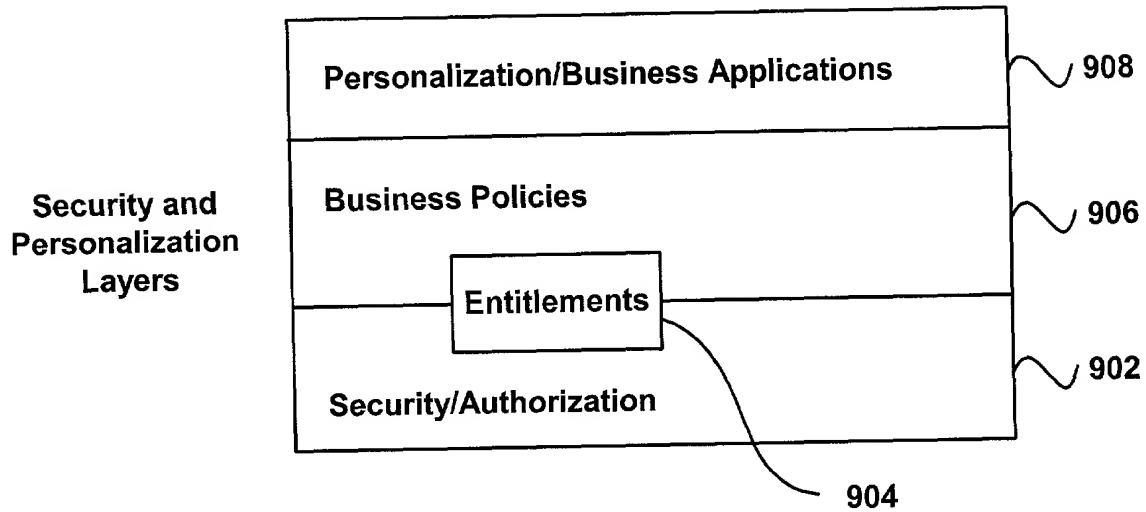 Personalization/Business Applications
908
Security and
Personalization
Layers
Business Policies
906
Entitlements
Security/Authorization
902
904